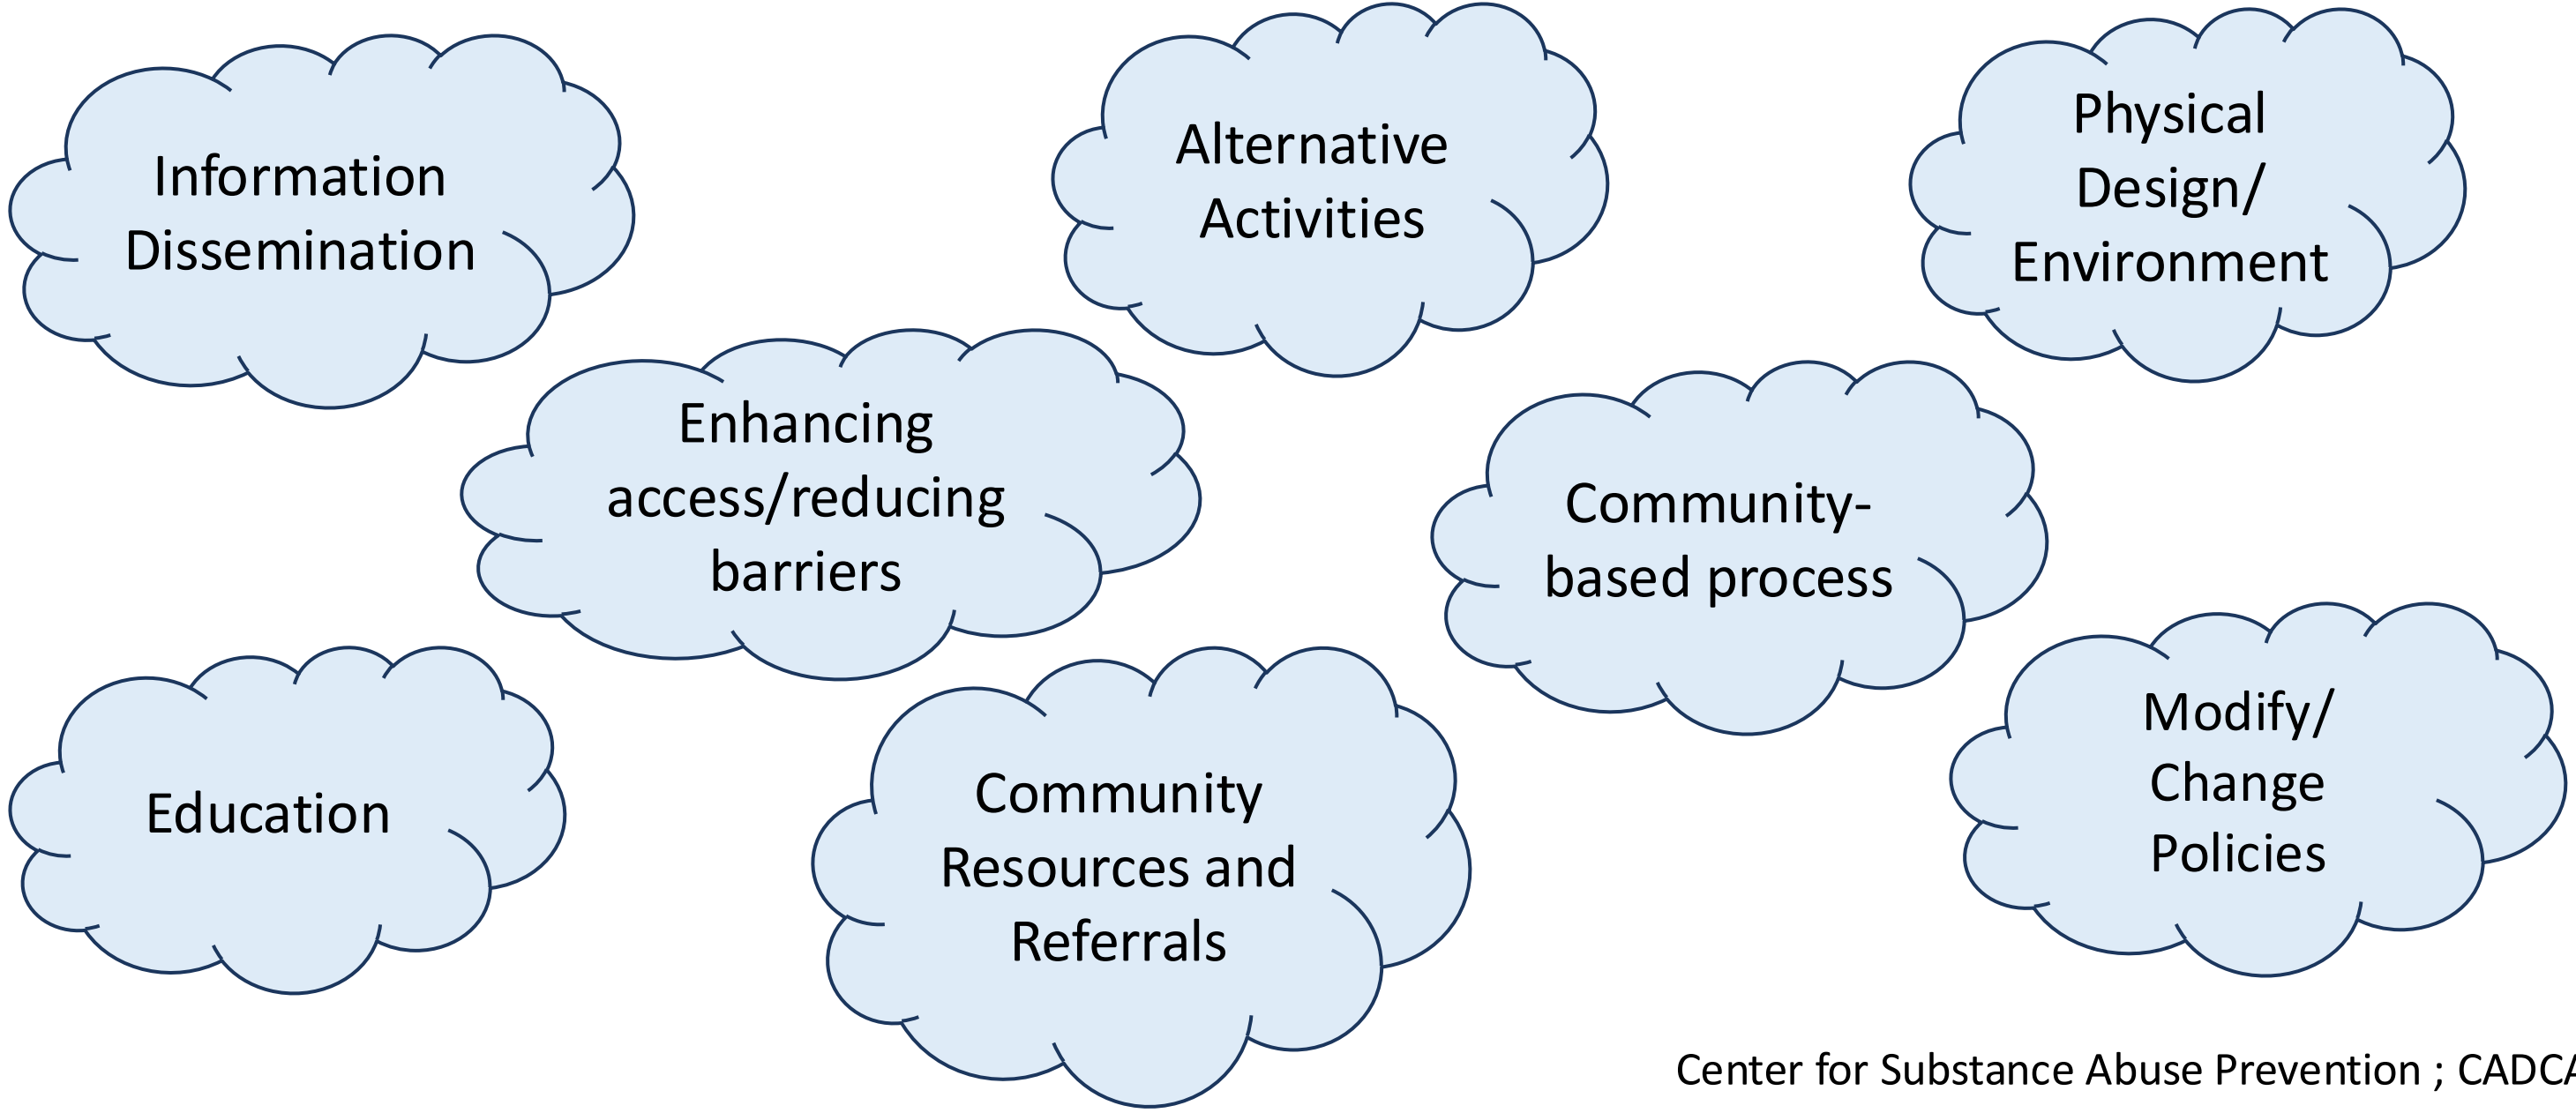 Information
Dissemination
Alternative
Activities
Physical
Design/
Environment
Enhancing
access/reducing
barriers
Community-
based process
Education
Community
Resources and
Referrals
Modify/
Change
Policies
Center for Substance Abuse Prevention ; CADCA